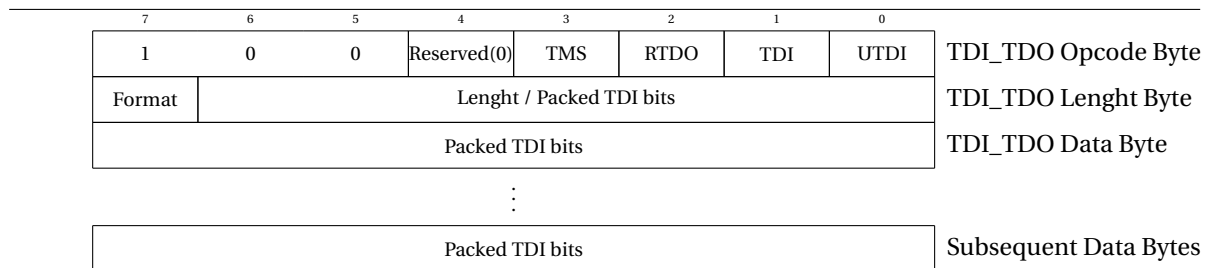 7 6 5 4 3 2 1 0
1 0 0 Reserved(0) TMS RTDO TDI UTDI TDI_TDO Opcode Byte
Format Lenght / Packed TDI bits TDI_TDO Lenght Byte
Packed TDI bits TDI_TDO Data Byte
⋮
Packed TDI bits Subsequent Data Bytes